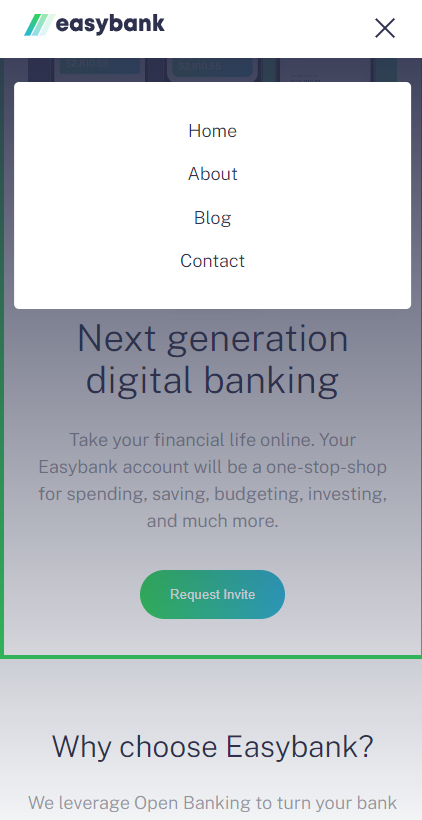 easybank
Home
About
Blog
Contact
Next generation
digital banking
Take your financial life online. Your
Easybank account will be a one-stop-shop
for spending, saving, budgeting, investing,
and much more.
Request Invite
Why choose Easybank?
We leverage Open Banking to turn your bank